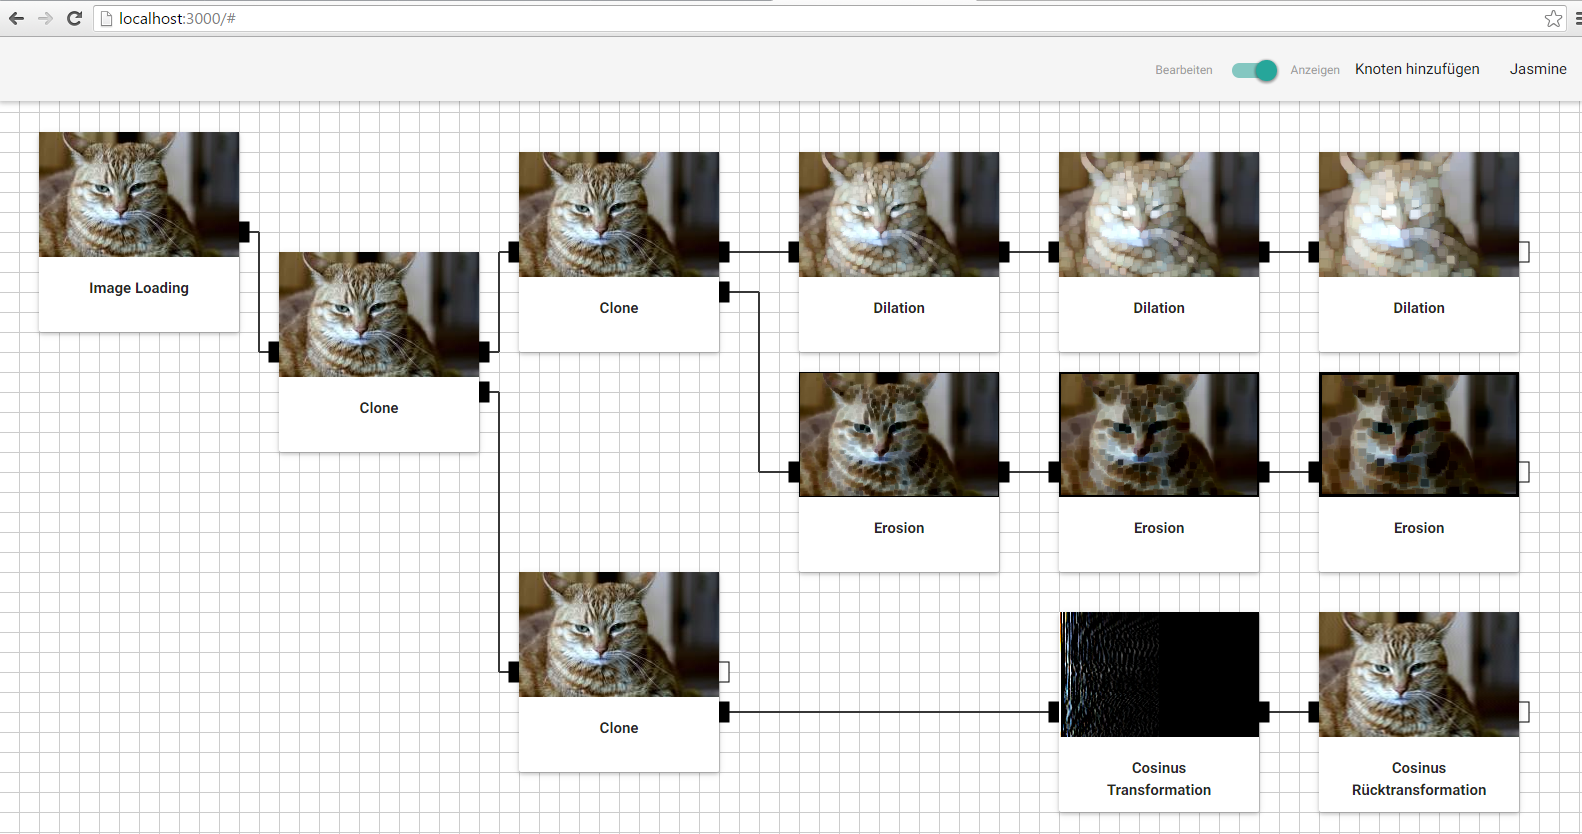 localhost:3000/#
Bearbeiten Anzeigen Knoten hinzufügen Jasmine
Image Loading
Clone
Clone
Dilation
Dilation
Dilation
Erosion
Erosion
Erosion
Clone
Cosinus
Transformation
Cosinus
Rücktransformation